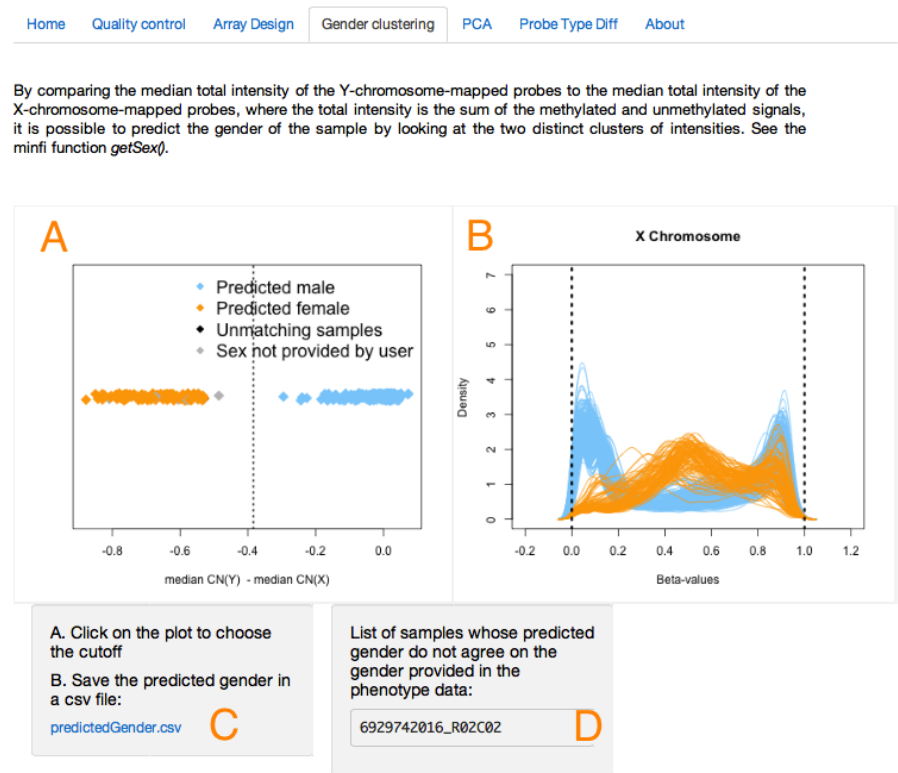 Home Quality control Array Design Gender clustering PCA Probe Type Diff About
By comparing the median total intensity of the Y-chromosome-mapped probes to the median total intensity of the
X-chromosome-mapped probes, where the total intensity is the sum of the methylated and unmethylated signals,
it is possible to predict the gender of the sample by looking at the two distinct clusters of intensities. See the
minfi function getSex().
A
Predicted male
Predicted female
Unmatching samples
Sex not provided by user
-0.8 -0.6 -0.4 -0.2 0.0
median CN(Y) - median CN(X)
B
X Chromosome
7
6
5
4
3
2
1
0
Density
-0.2 0.0 0.2 0.4 0.6 0.8 1.0 1.2
Beta-values
A. Click on the plot to choose
the cutoff
B. Save the predicted gender in
a csv file:
predictedGender.csv C
List of samples whose predicted
gender do not agree on the
gender provided in the
phenotype data:
6929742016_R02C02 D